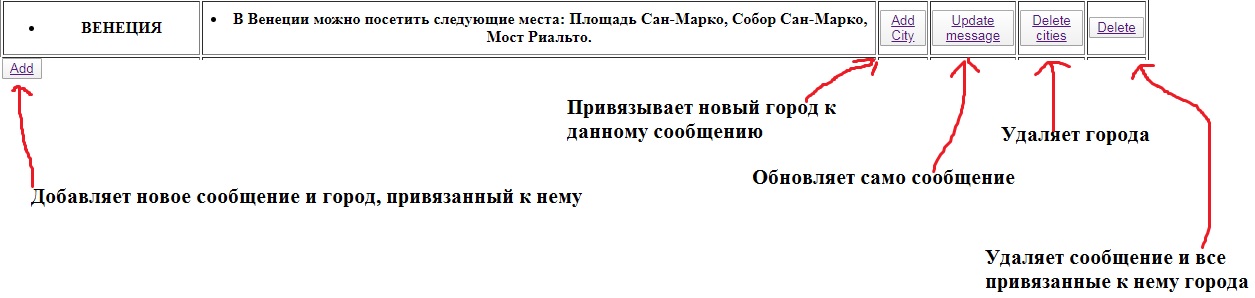 ВЕНЕЦИЯ
В Венеции можно посетить следующие места: Площадь Сан-Марко, Собор Сан-Марко,
Мост Риальто.
Add
City
Update
message
Delete
cities
Delete
Add
Привязывает новый город к
данному сообщению
Удаляет города
Обновляет само сообщение
Добавляет новое сообщение и город, привязанный к нему
Удаляет сообщение и все
привязанные к нему города